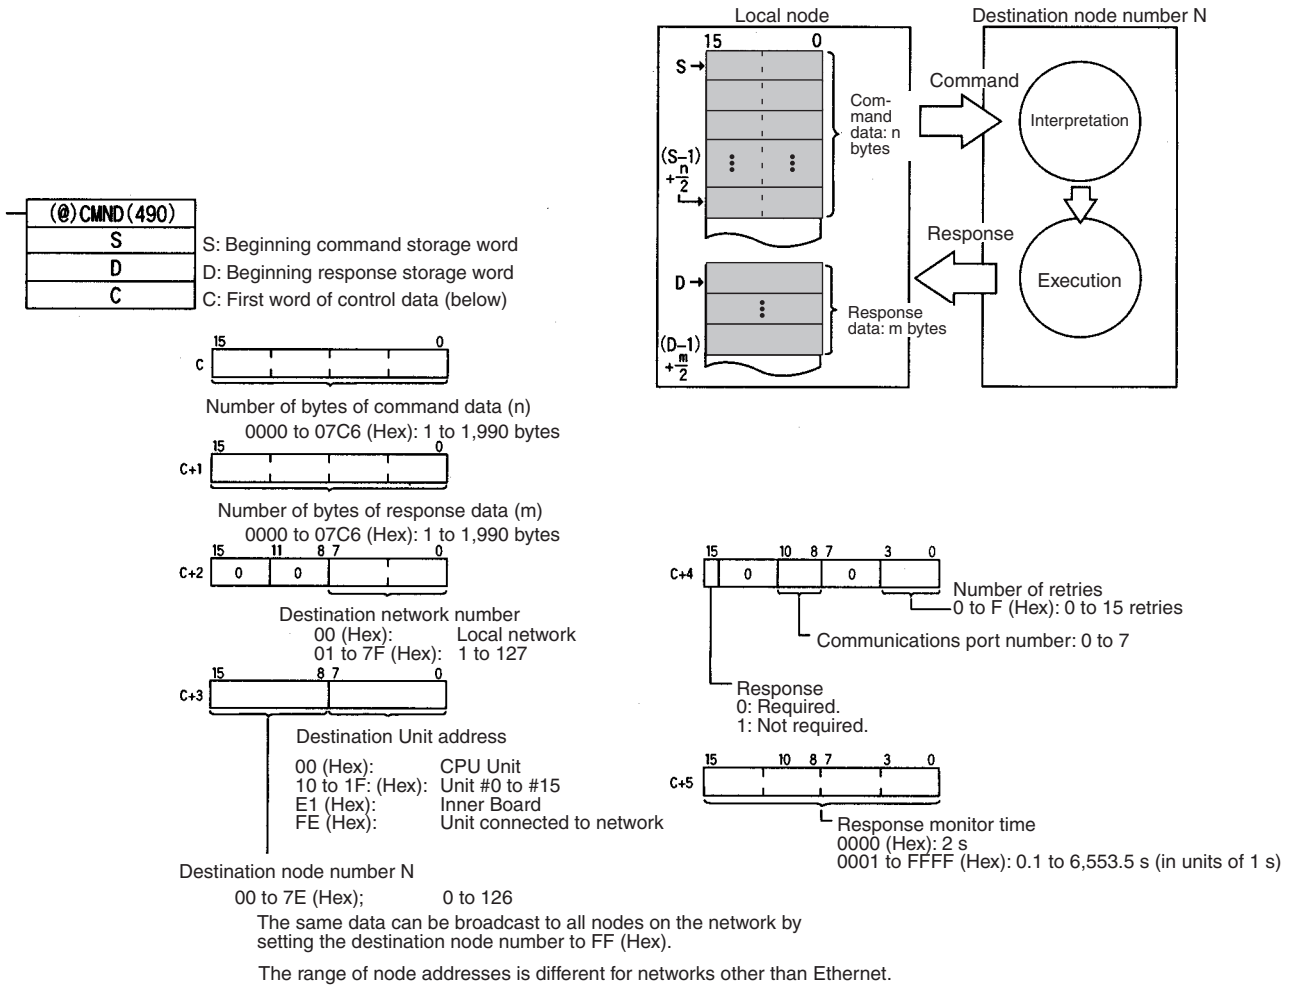 (@)CMND(490)
S
D
C
S: Beginning command storage word
D: Beginning response storage word
C: First word of control data (below)
Local node
15 0
S
(S-1)
+n/2
Com-
mand
data: n
bytes
D
(D-1)
+m/2
Response
data: m bytes
Command
Response
Destination node number N
Interpretation
Execution
15 0
C
Number of bytes of command data (n)
0000 to 07C6 (Hex): 1 to 1,990 bytes
15 0
C+1
Number of bytes of response data (m)
0000 to 07C6 (Hex): 1 to 1,990 bytes
15 11 8 7 0
C+2 0 0
Destination network number
00 (Hex): Local network
01 to 7F (Hex): 1 to 127
15 8 7 0
C+3
Destination Unit address
00 (Hex): CPU Unit
10 to 1F: (Hex): Unit #0 to #15
E1 (Hex): Inner Board
FE (Hex): Unit connected to network
Destination node number N
00 to 7E (Hex); 0 to 126
The same data can be broadcast to all nodes on the network by
setting the destination node number to FF (Hex).
The range of node addresses is different for networks other than Ethernet.
15 10 8 7 3 0
C+4 0 0
Number of retries
0 to F (Hex): 0 to 15 retries
Communications port number: 0 to 7
Response
0: Required.
1: Not required.
15 10 8 7 3 0
C+5
Response monitor time
0000 (Hex): 2 s
0001 to FFFF (Hex): 0.1 to 6,553.5 s (in units of 1 s)